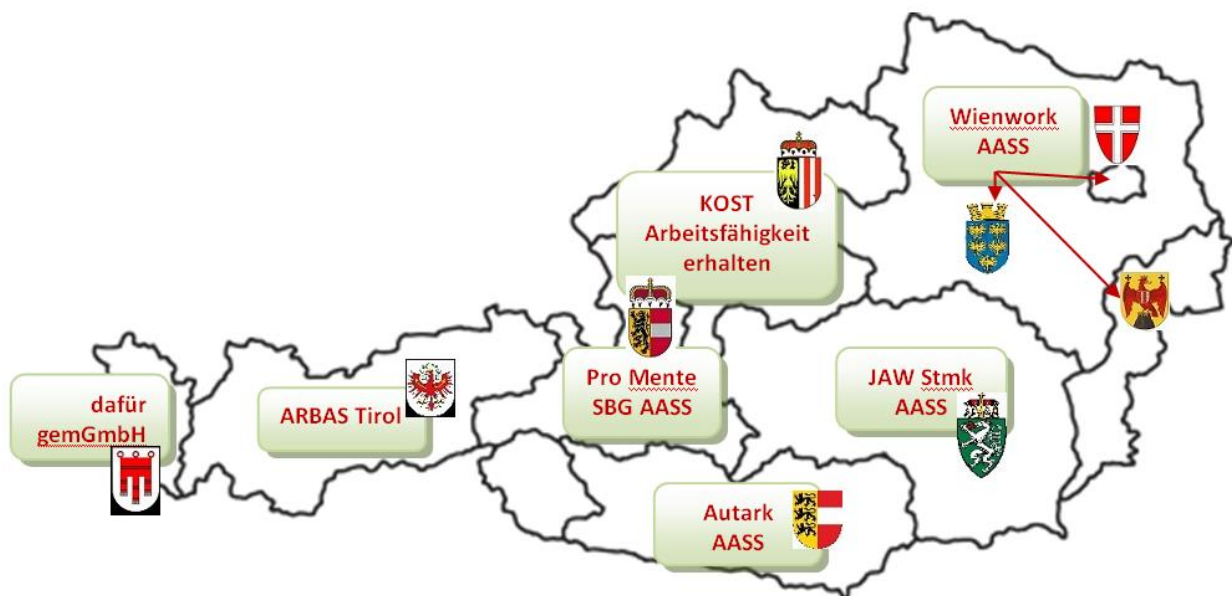 Wienwork
AASS
KOST
Arbeitsfähigkeit
erhalten
Pro Mente
SBG AASS
JAW Stmk
AASS
dafür
gemGmbH
ARBAS Tirol
Autark
AASS